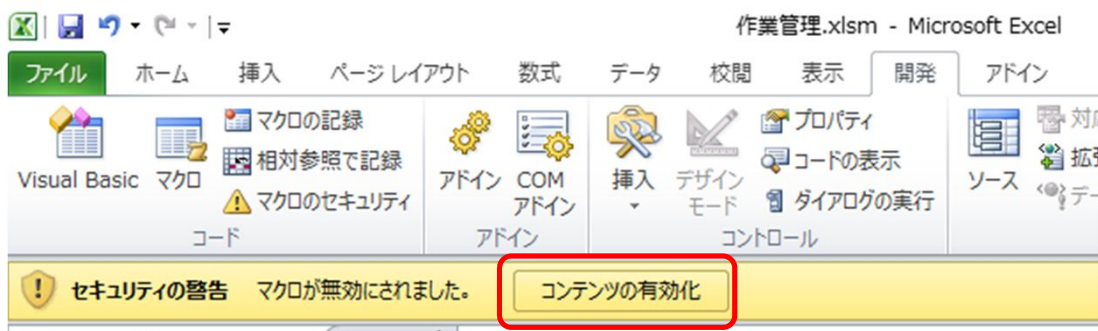 作業管理.xlsm - Microsoft Excel
ファイル ホーム 挿入 ページ レイアウト 数式 データ 校閲 表示 開発 アドイン
Visual Basic
マクロ
マクロの記録
相対参照で記録
マクロのセキュリティ
コード
アドイン
COM
アドイン
アドイン
挿入
デザイン
モード
プロパティ
コードの表示
ダイアログの実行
コントロール
ソース
セキュリティの警告 マクロが無効にされました。 コンテンツの有効化